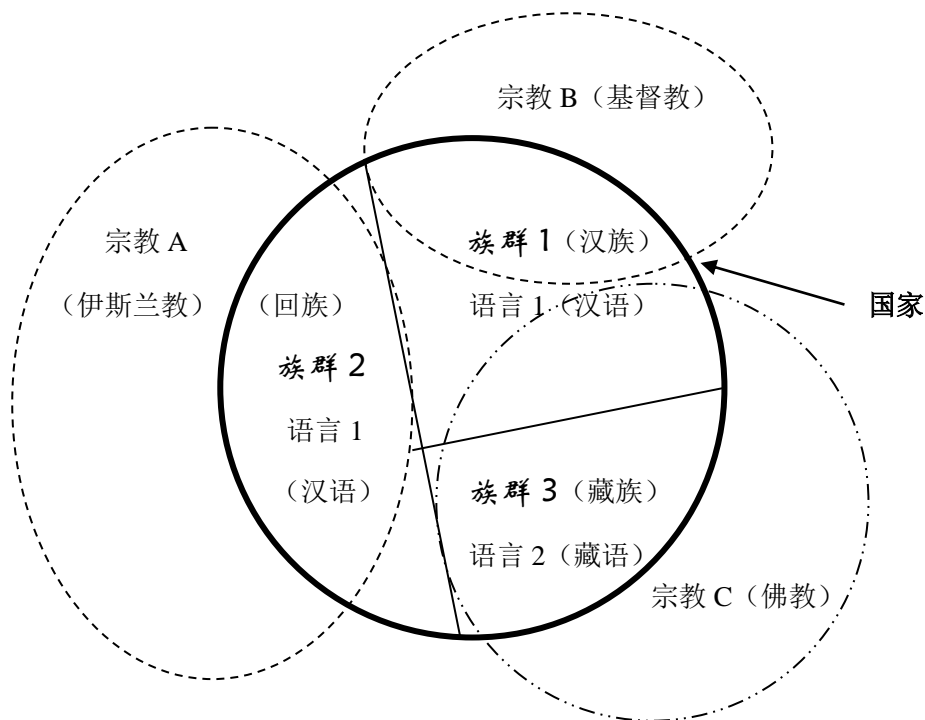 宗教 B（基督教）
族群 1（汉族）
宗教 A
（伊斯兰教）
（回族）
语言 1（汉语）
国家
族群 2
语言 1
（汉语）
族群 3（藏族）
语言 2（藏语）
宗教 C（佛教）